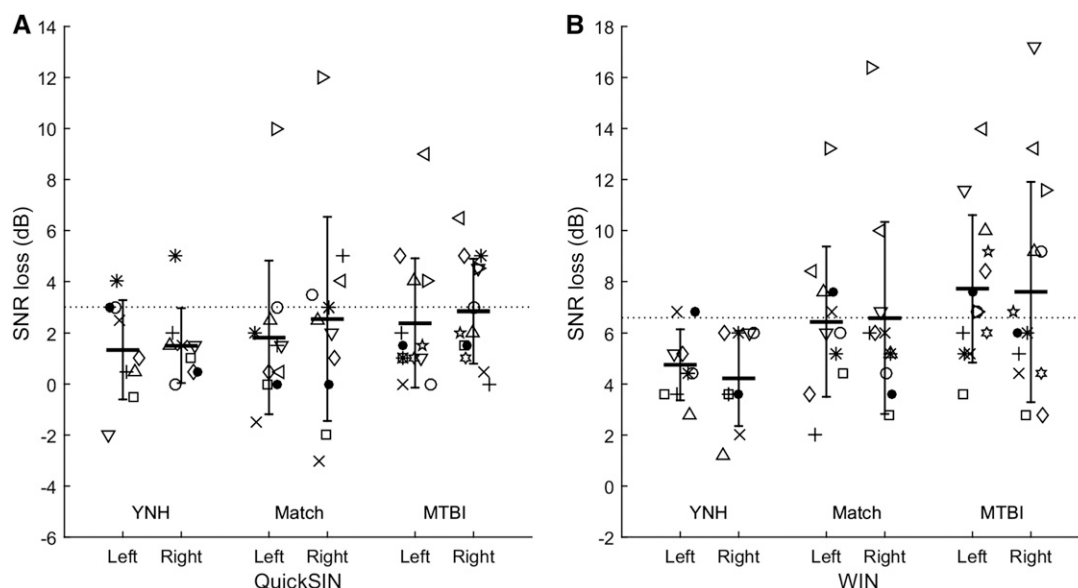 A
SNR loss (dB)
14
12
10
8
6
4
2
0
-2
-4
-6
YNH Match MTBI
Left Right Left Right Left Right
QuickSIN
B
SNR loss (dB)
18
16
14
12
10
8
6
4
2
0
-2
YNH Match MTBI
Left Right Left Right Left Right
WIN